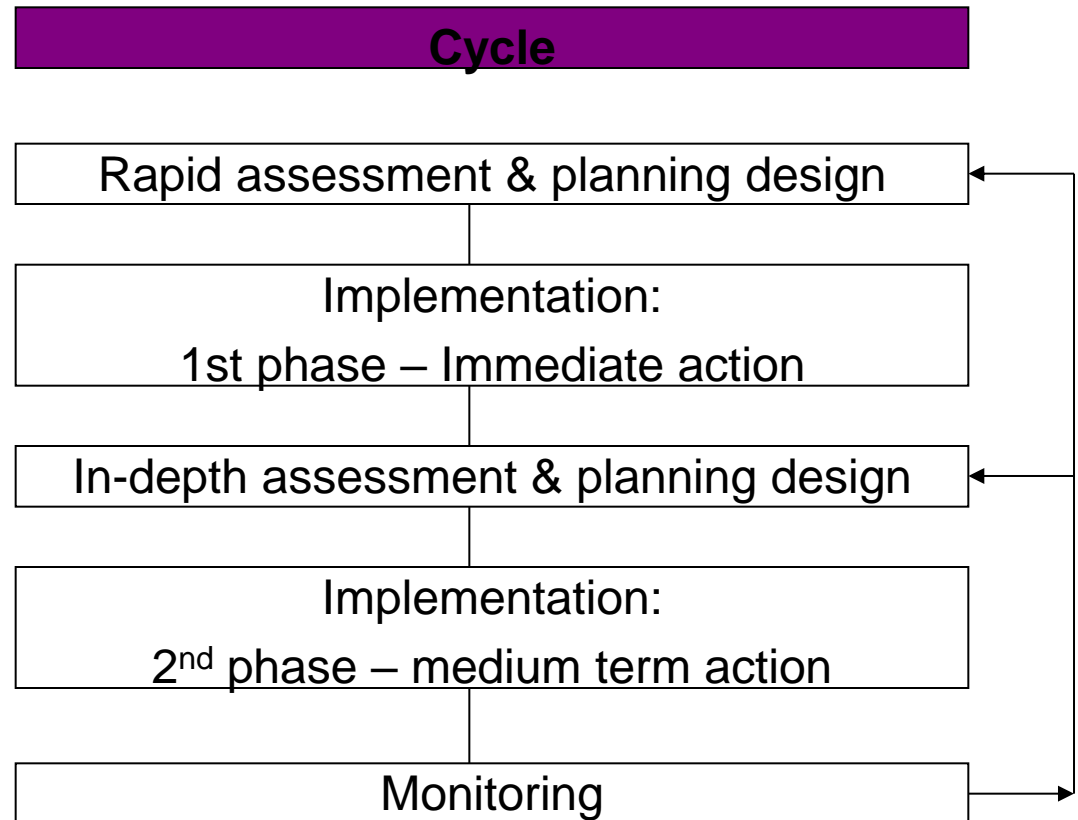 Cycle
Rapid assessment & planning design
Implementation:
1st phase – Immediate action
In-depth assessment & planning design
Implementation:
2nd phase – medium term action
Monitoring